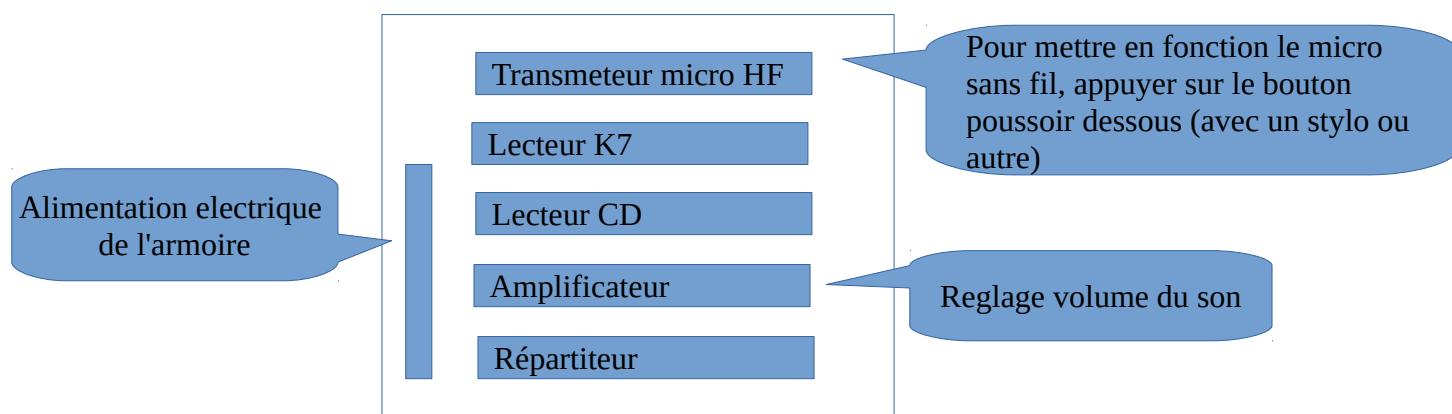 Transmeteur micro HF
Pour mettre en fonction le micro
sans fil, appuyer sur le bouton
poussoir dessous (avec un stylo ou
autre)
Lecteur K7
Alimentation electrique
de l'armoire
Lecteur CD
Amplificateur
Reglage volume du son
Répartiteur